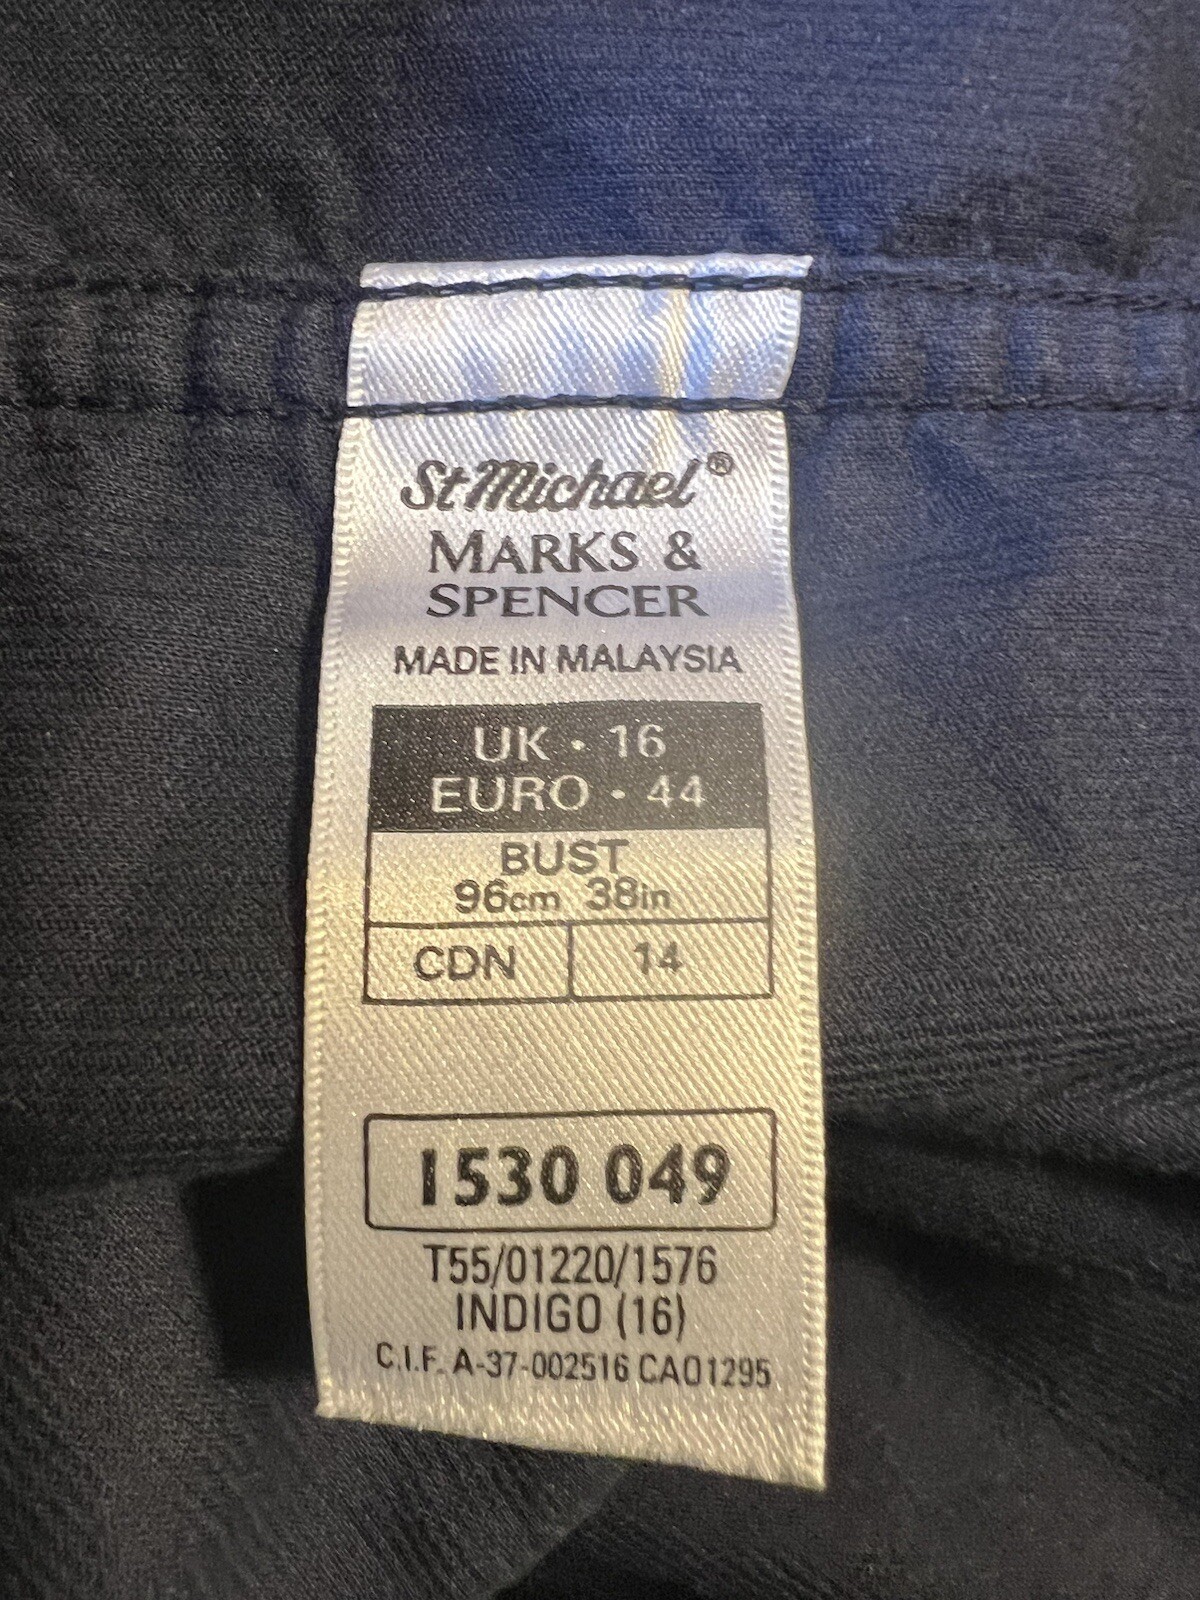 St Michael®
MARKS &
SPENCER
MADE IN MALAYSIA
UK · 16
EURO · 44
BUST
96cm 38in
CDN 14
1530 049
T55/01220/1576
INDIGO (16)
C.I.F. A-37-002516 CA01295